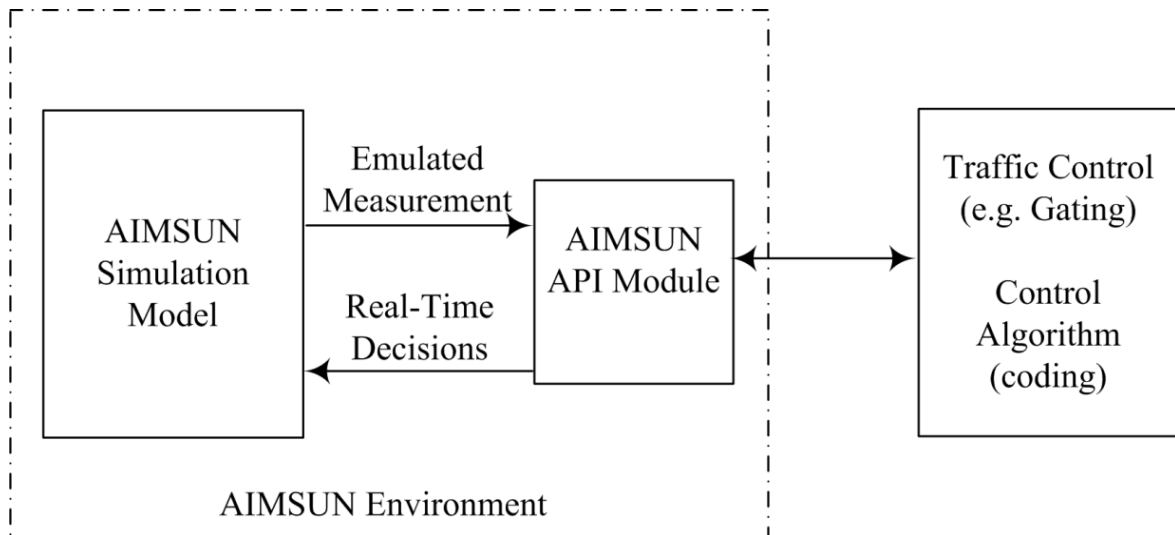 AIMSUN
Simulation
Model
Emulated
Measurement
Real-Time
Decisions
AIMSUN
API Module
Traffic Control
(e.g. Gating)
Control
Algorithm
(coding)
AIMSUN Environment